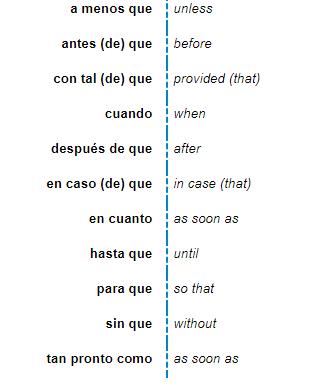 a menos que unless
antes (de) que before
con tal (de) que provided (that)
cuando when
después de que after
en caso (de) que in case (that)
en cuanto as soon as
hasta que until
para que so that
sin que without
tan pronto como as soon as